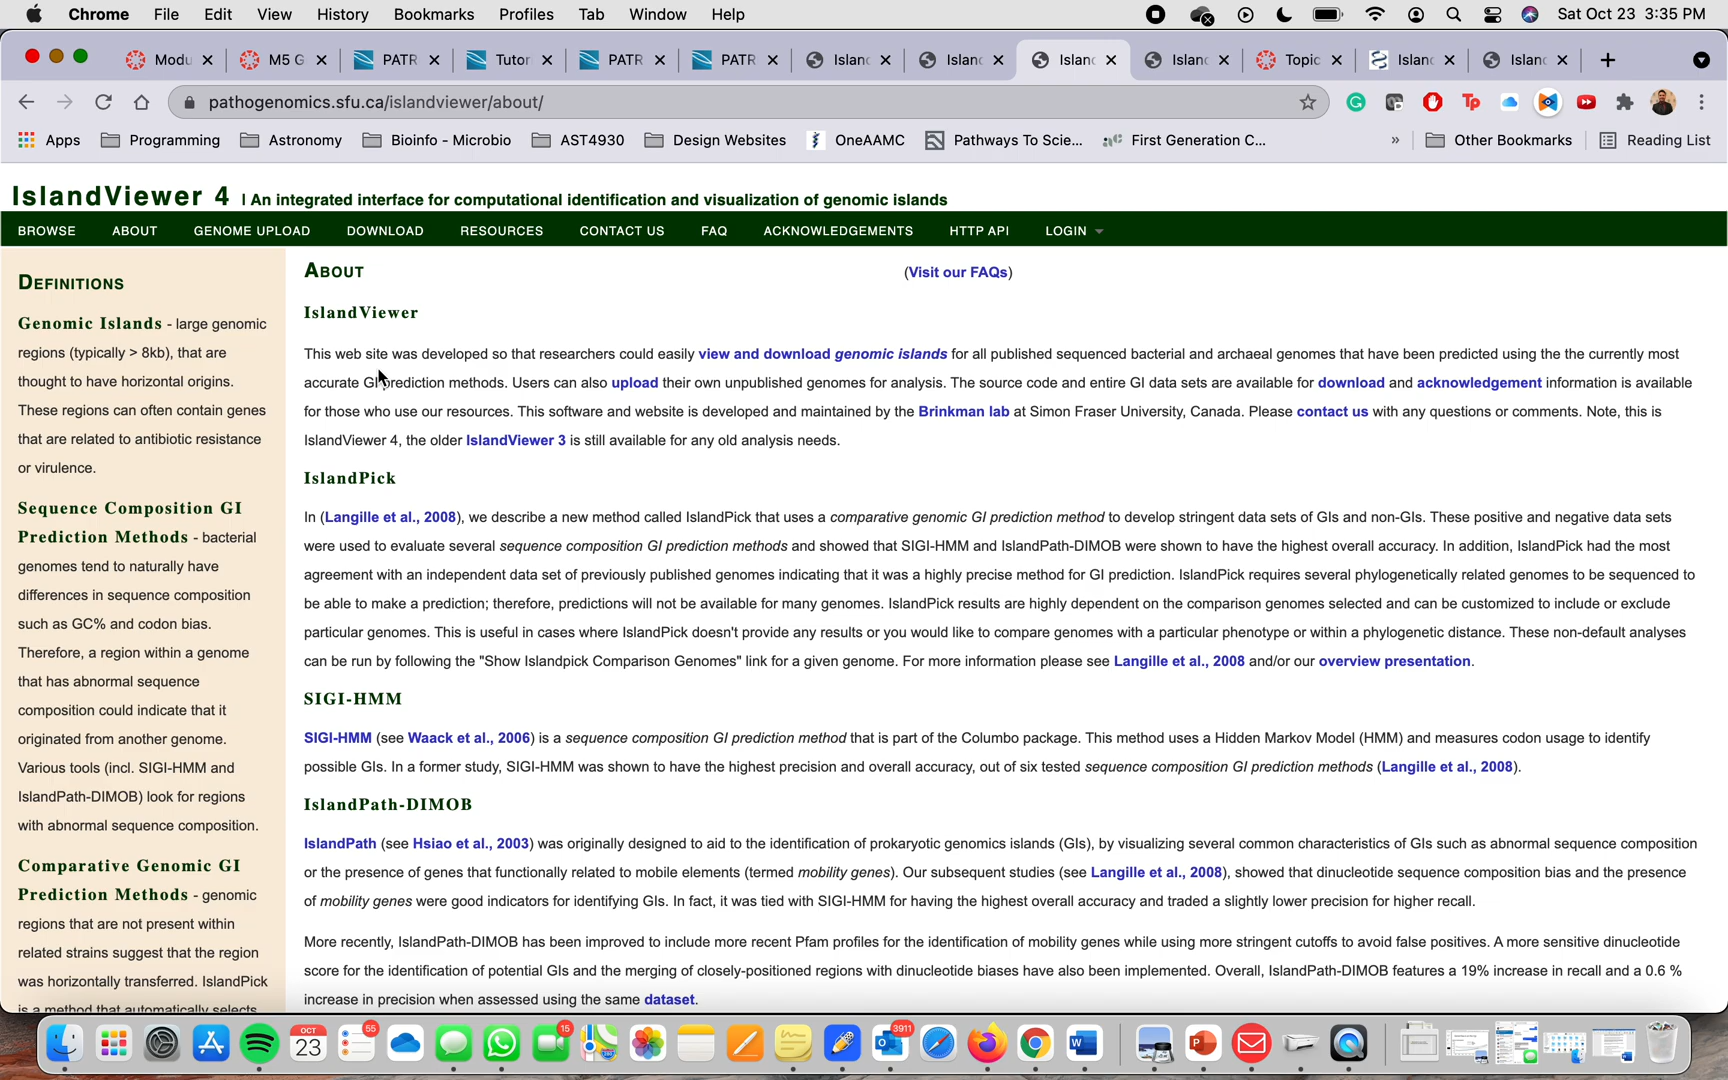 Chrome File Edit View History Bookmarks Profiles Tab Window Help Sat Oct 23 3:35 PM
Modu M5 G PATR Tutor PATR PATR Islanc Islanc Islanc Islanc Topic Islanc Islanc
pathogenomics.sfu.ca/islandviewer/about/
Apps Programming Astronomy Bioinfo - Microbio AST4930 Design Websites OneAAMC Pathways To Scie... First Generation C... » Other Bookmarks Reading List
IslandViewer 4 | An integrated interface for computational identification and visualization of genomic islands
BROWSE ABOUT GENOME UPLOAD DOWNLOAD RESOURCES CONTACT US FAQ ACKNOWLEDGEMENTS HTTP API LOGIN
DEFINITIONS
Genomic Islands - large genomic
regions (typically > 8kb), that are
thought to have horizontal origins.
These regions can often contain genes
that are related to antibiotic resistance
or virulence.
Sequence Composition GI
Prediction Methods - bacterial
genomes tend to naturally have
differences in sequence composition
such as GC% and codon bias.
Therefore, a region within a genome
that has abnormal sequence
composition could indicate that it
originated from another genome.
Various tools (incl. SIGI-HMM and
IslandPath-DIMOB) look for regions
with abnormal sequence composition.
Comparative Genomic GI
Prediction Methods - genomic
regions that are not present within
related strains suggest that the region
was horizontally transferred. IslandPick
is a method that automatically selects
ABOUT (Visit our FAQs)
IslandViewer
This web site was developed so that researchers could easily view and download genomic islands for all published sequenced bacterial and archaeal genomes that have been predicted using the the currently most
accurate GI prediction methods. Users can also upload their own unpublished genomes for analysis. The source code and entire GI data sets are available for download and acknowledgement information is available
for those who use our resources. This software and website is developed and maintained by the Brinkman lab at Simon Fraser University, Canada. Please contact us with any questions or comments. Note, this is
IslandViewer 4, the older IslandViewer 3 is still available for any old analysis needs.
IslandPick
In (Langille et al., 2008), we describe a new method called IslandPick that uses a comparative genomic GI prediction method to develop stringent data sets of GIs and non-GIs. These positive and negative data sets
were used to evaluate several sequence composition GI prediction methods and showed that SIGI-HMM and IslandPath-DIMOB were shown to have the highest overall accuracy. In addition, IslandPick had the most
agreement with an independent data set of previously published genomes indicating that it was a highly precise method for GI prediction. IslandPick requires several phylogenetically related genomes to be sequenced to
be able to make a prediction; therefore, predictions will not be available for many genomes. IslandPick results are highly dependent on the comparison genomes selected and can be customized to include or exclude
particular genomes. This is useful in cases where IslandPick doesn't provide any results or you would like to compare genomes with a particular phenotype or within a phylogenetic distance. These non-default analyses
can be run by following the "Show Islandpick Comparison Genomes" link for a given genome. For more information please see Langille et al., 2008 and/or our overview presentation.
SIGI-HMM
SIGI-HMM (see Waack et al., 2006) is a sequence composition GI prediction method that is part of the Columbo package. This method uses a Hidden Markov Model (HMM) and measures codon usage to identify
possible GIs. In a former study, SIGI-HMM was shown to have the highest precision and overall accuracy, out of six tested sequence composition GI prediction methods (Langille et al., 2008).
IslandPath-DIMOB
IslandPath (see Hsiao et al., 2003) was originally designed to aid to the identification of prokaryotic genomics islands (GIs), by visualizing several common characteristics of GIs such as abnormal sequence composition
or the presence of genes that functionally related to mobile elements (termed mobility genes). Our subsequent studies (see Langille et al., 2008), showed that dinucleotide sequence composition bias and the presence
of mobility genes were good indicators for identifying GIs. In fact, it was tied with SIGI-HMM for having the highest overall accuracy and traded a slightly lower precision for higher recall.
More recently, IslandPath-DIMOB has been improved to include more recent Pfam profiles for the identification of mobility genes while using more stringent cutoffs to avoid false positives. A more sensitive dinucleotide
score for the identification of potential GIs and the merging of closely-positioned regions with dinucleotide biases have also been implemented. Overall, IslandPath-DIMOB features a 19% increase in recall and a 0.6 %
increase in precision when assessed using the same dataset.
OCT 23 55 15 3911